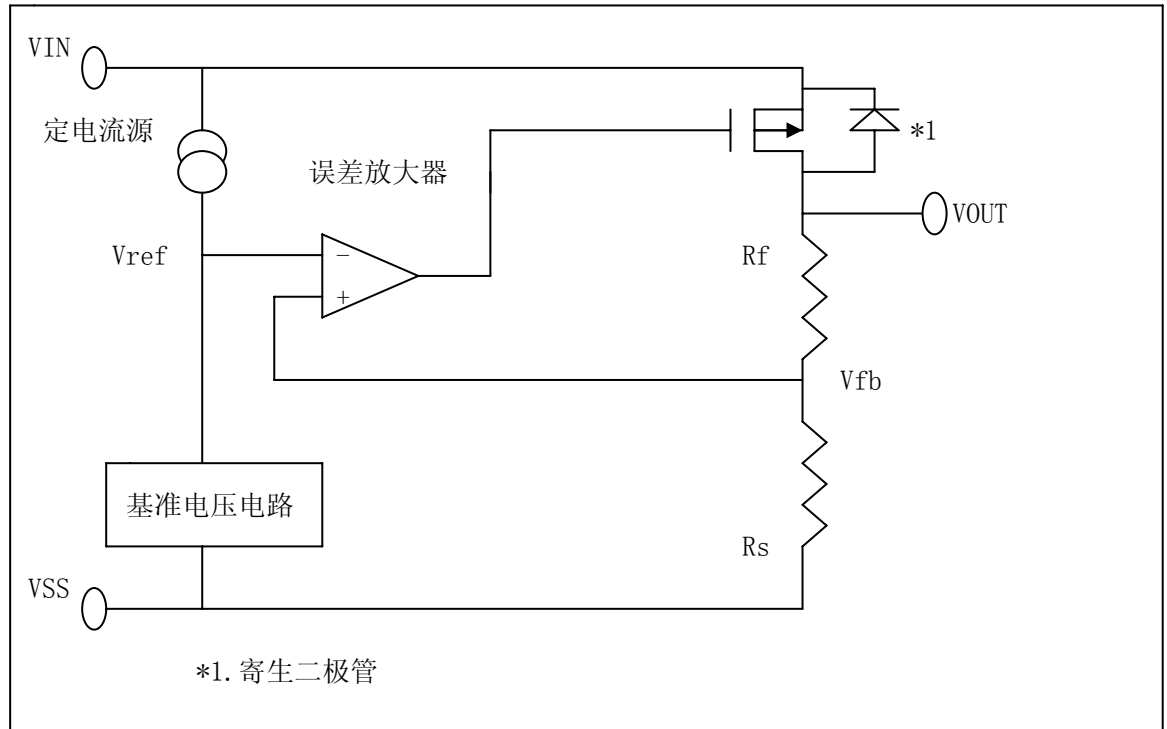 VIN
定电流源
*1
误差放大器
VOUT
Vref
−
Rf
+
Vfb
基准电压电路
Rs
VSS
*1.寄生二极管